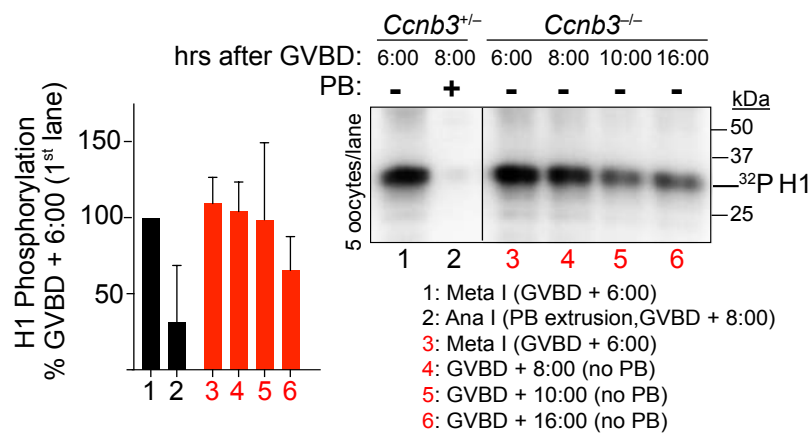 Ccnb3+/– Ccnb3–/–
hrs after GVBD: 6:00 8:00 6:00 8:00 10:00 16:00
PB: - + - - - -
kDa
50
37
32P H1
25
5 oocytes/lane
1 2 3 4 5 6
H1 Phosphorylation
% GVBD + 6:00 (1st lane)
150
100
50
1 2 3 4 5 6
1: Meta I (GVBD + 6:00)
2: Ana I (PB extrusion,GVBD + 8:00)
3: Meta I (GVBD + 6:00)
4: GVBD + 8:00 (no PB)
5: GVBD + 10:00 (no PB)
6: GVBD + 16:00 (no PB)